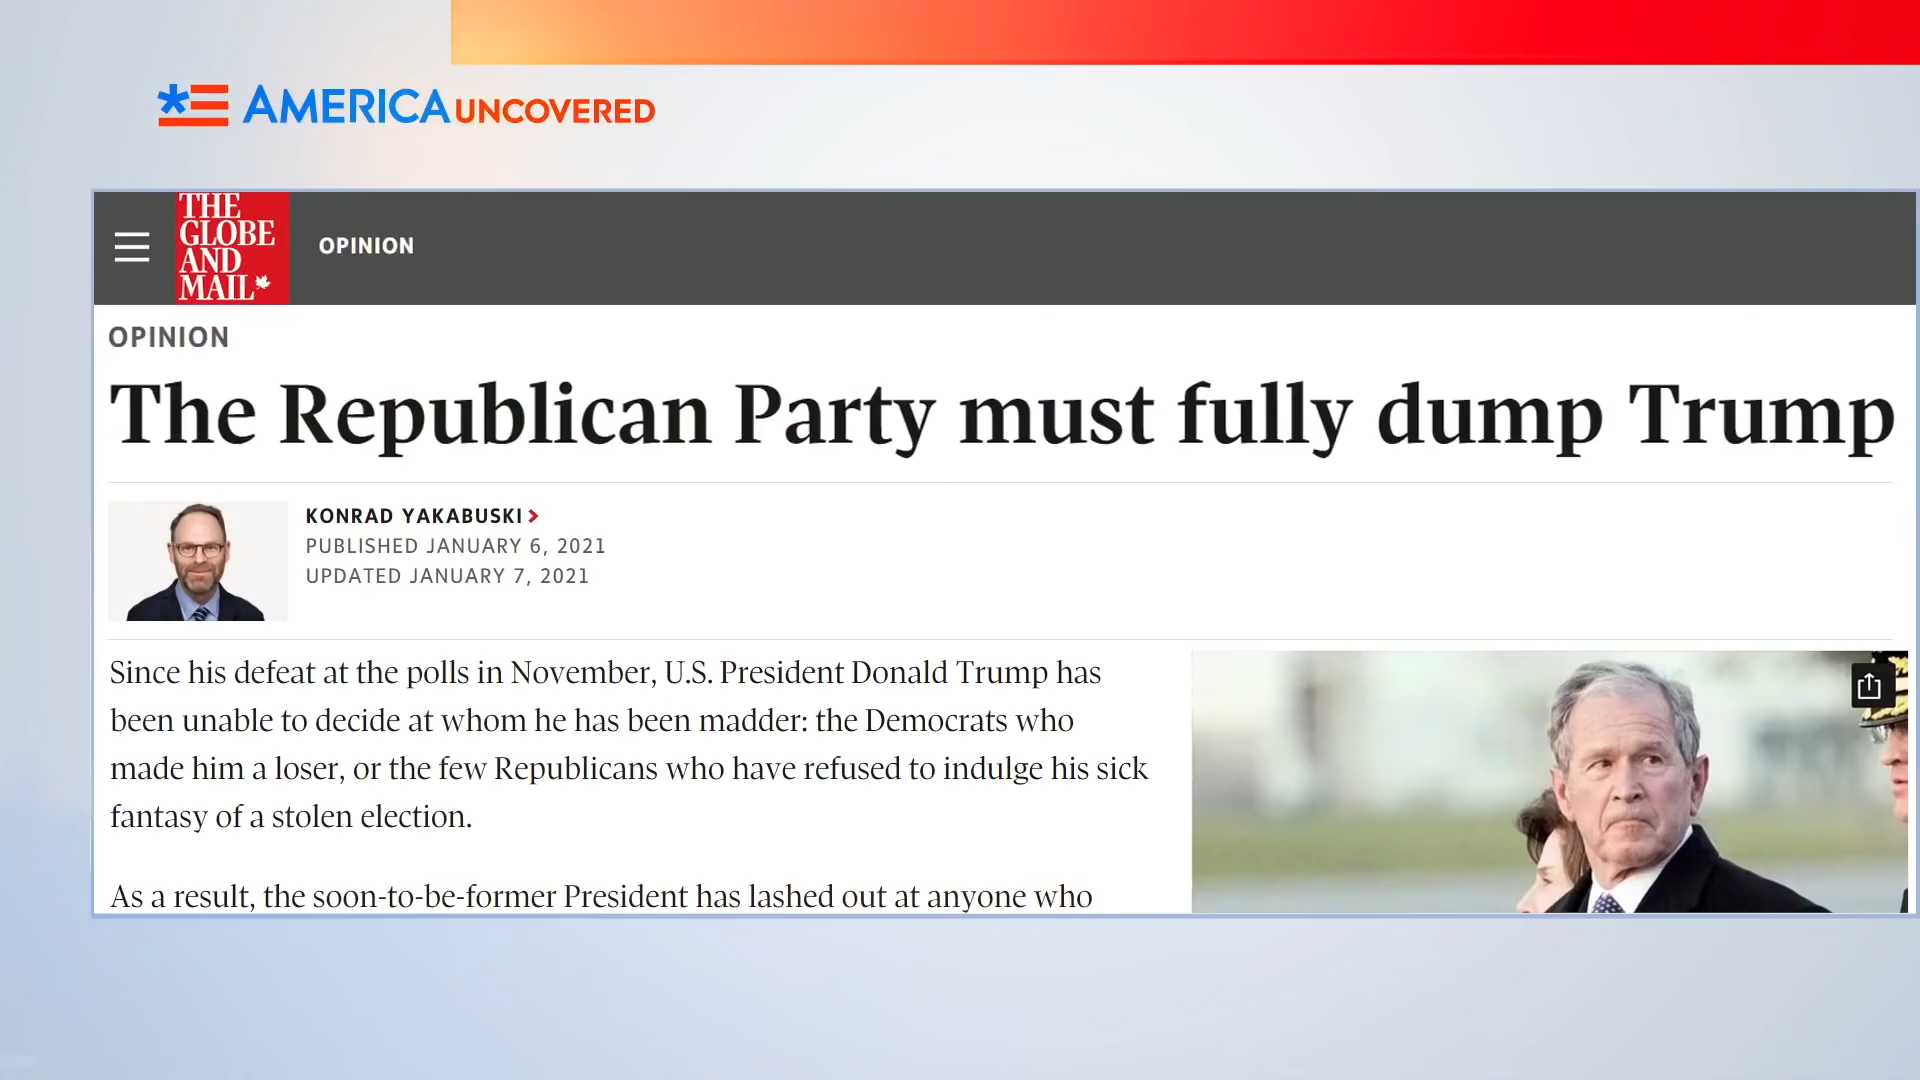 AMERICA UNCOVERED
THE
GLOBE
AND
MAIL
OPINION
OPINION
The Republican Party must fully dump Trump
KONRAD YAKABUSKI
PUBLISHED JANUARY 6, 2021
UPDATED JANUARY 7, 2021
Since his defeat at the polls in November, U.S. President Donald Trump has
been unable to decide at whom he has been madder: the Democrats who
made him a loser, or the few Republicans who have refused to indulge his sick
fantasy of a stolen election.
As a result, the soon-to-be-former President has lashed out at anyone who